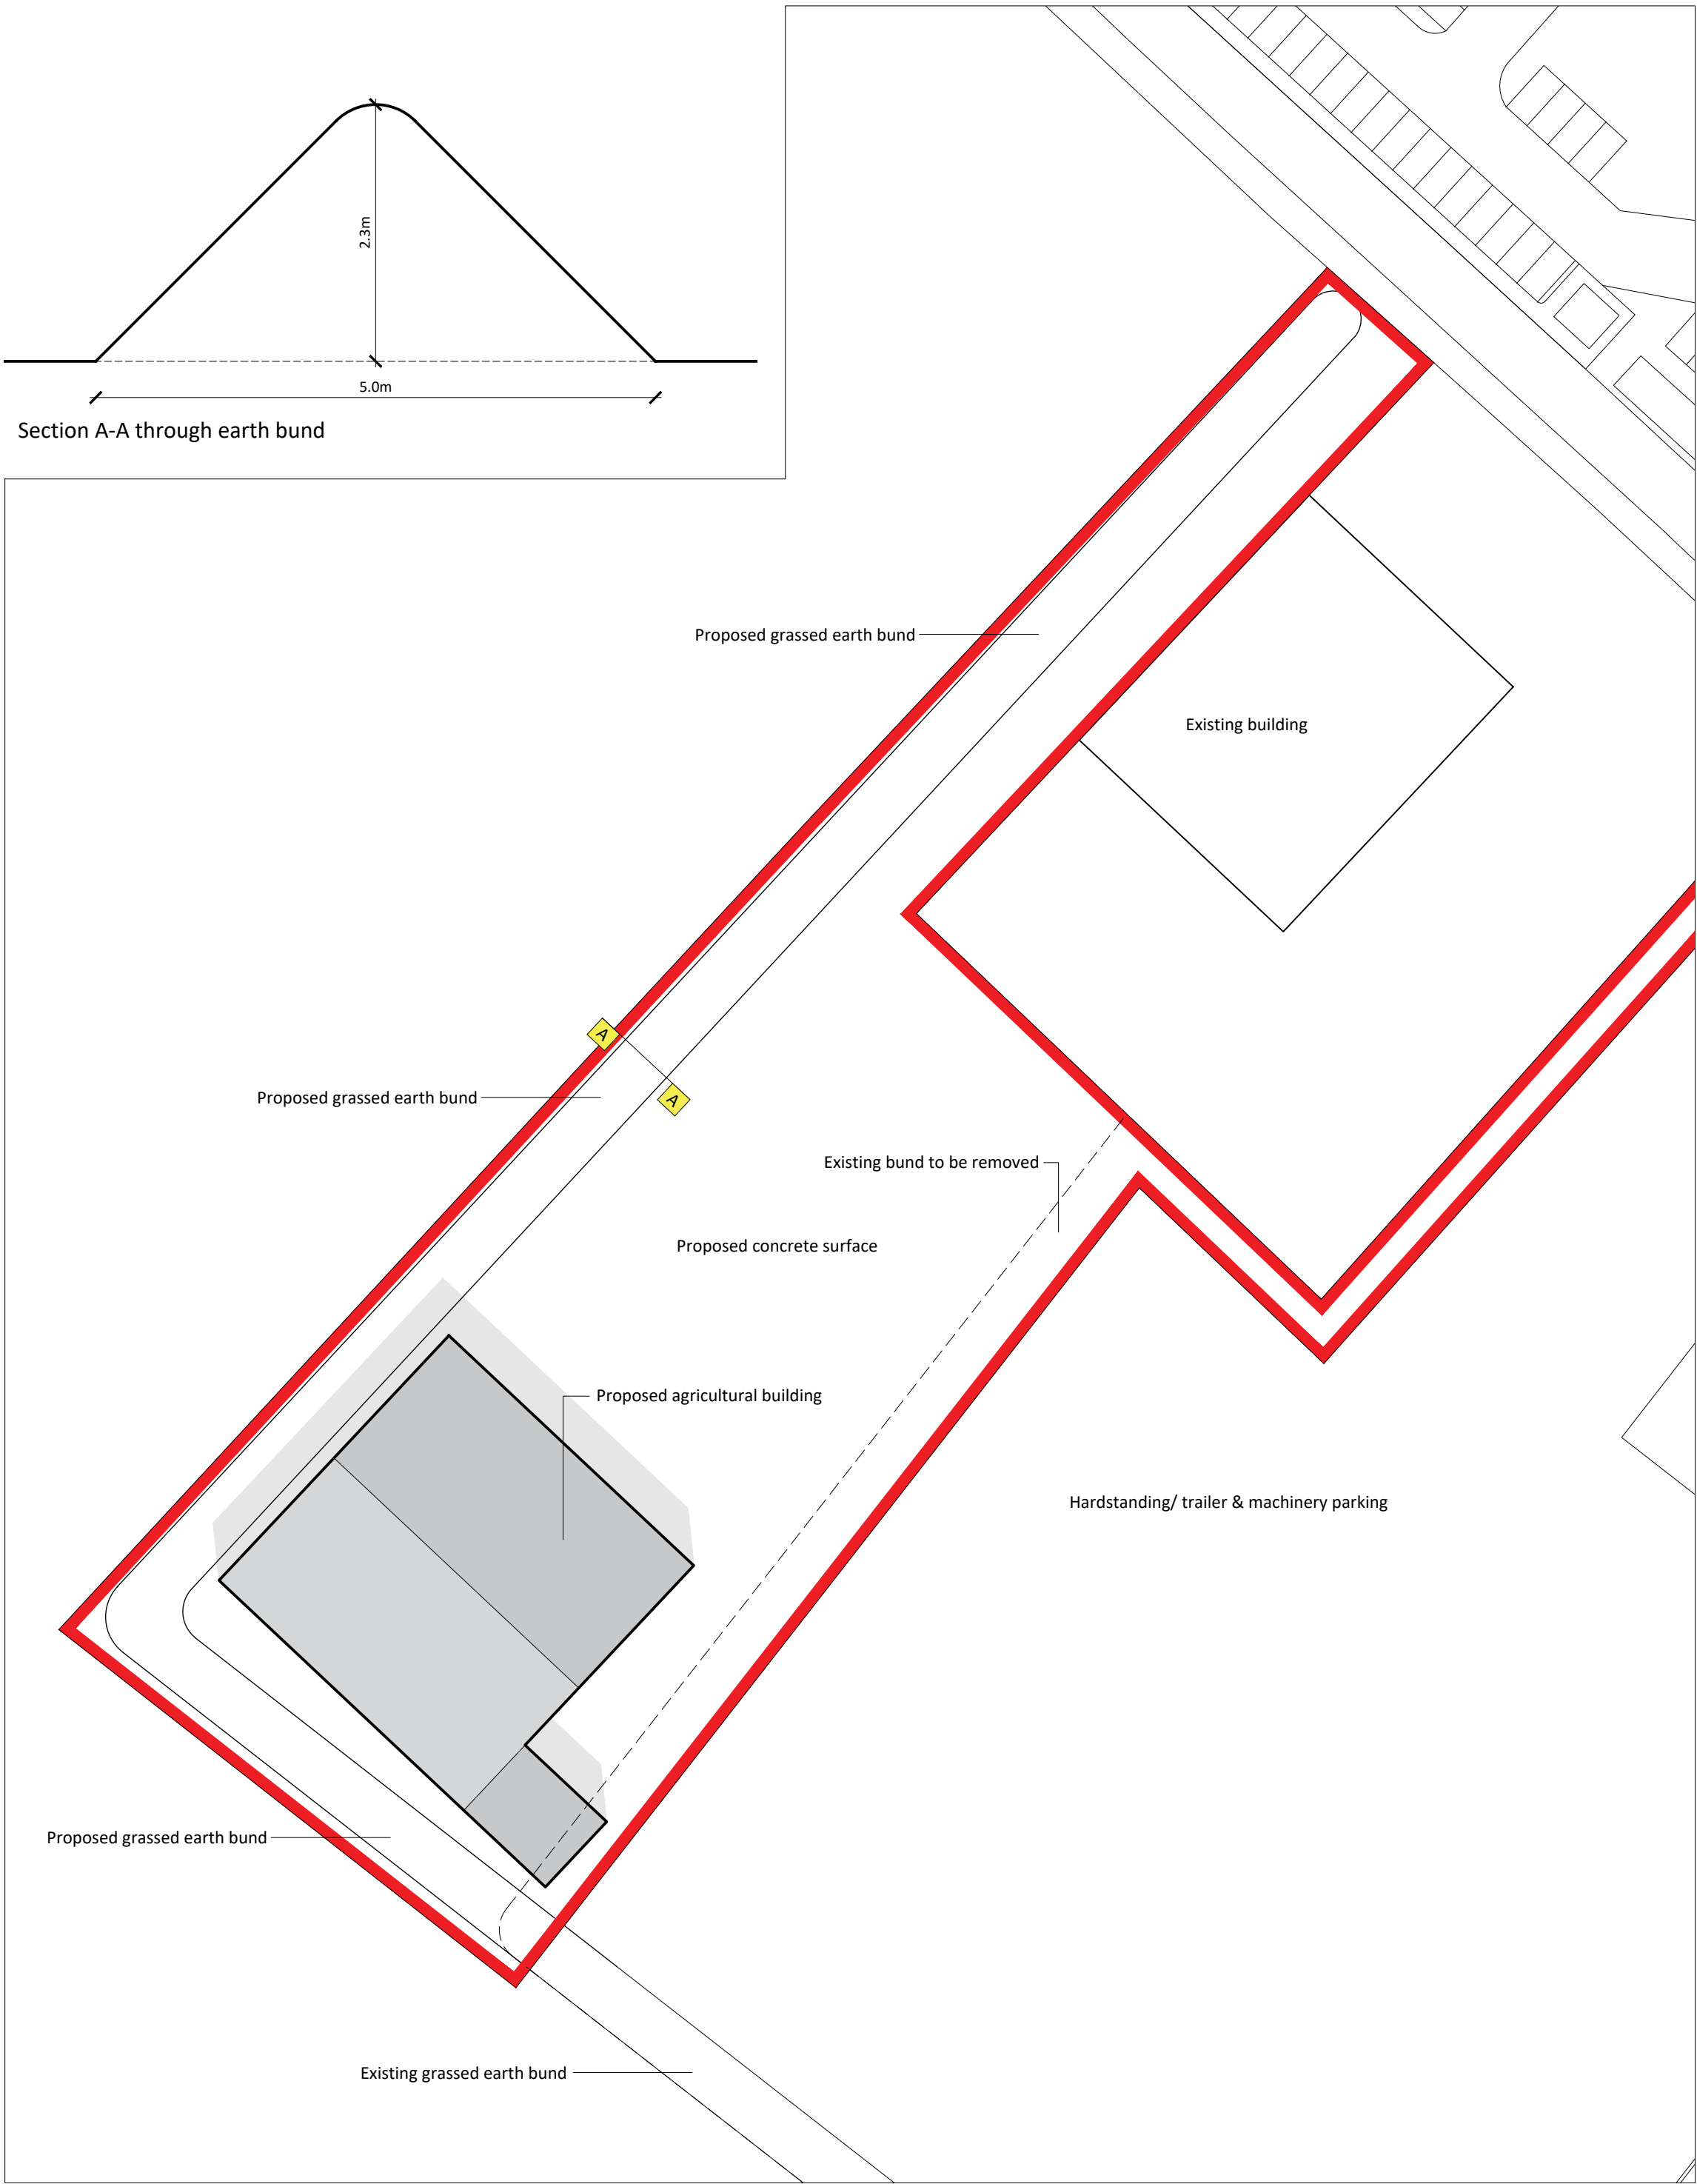 2.3m
5.0m
Section A-A through earth bund
Proposed grassed earth bund
Existing building
A
Proposed grassed earth bund
A
Existing bund to be removed
Proposed concrete surface
Proposed agricultural building
Hardstanding/ trailer & machinery parking
Proposed grassed earth bund
Existing grassed earth bund